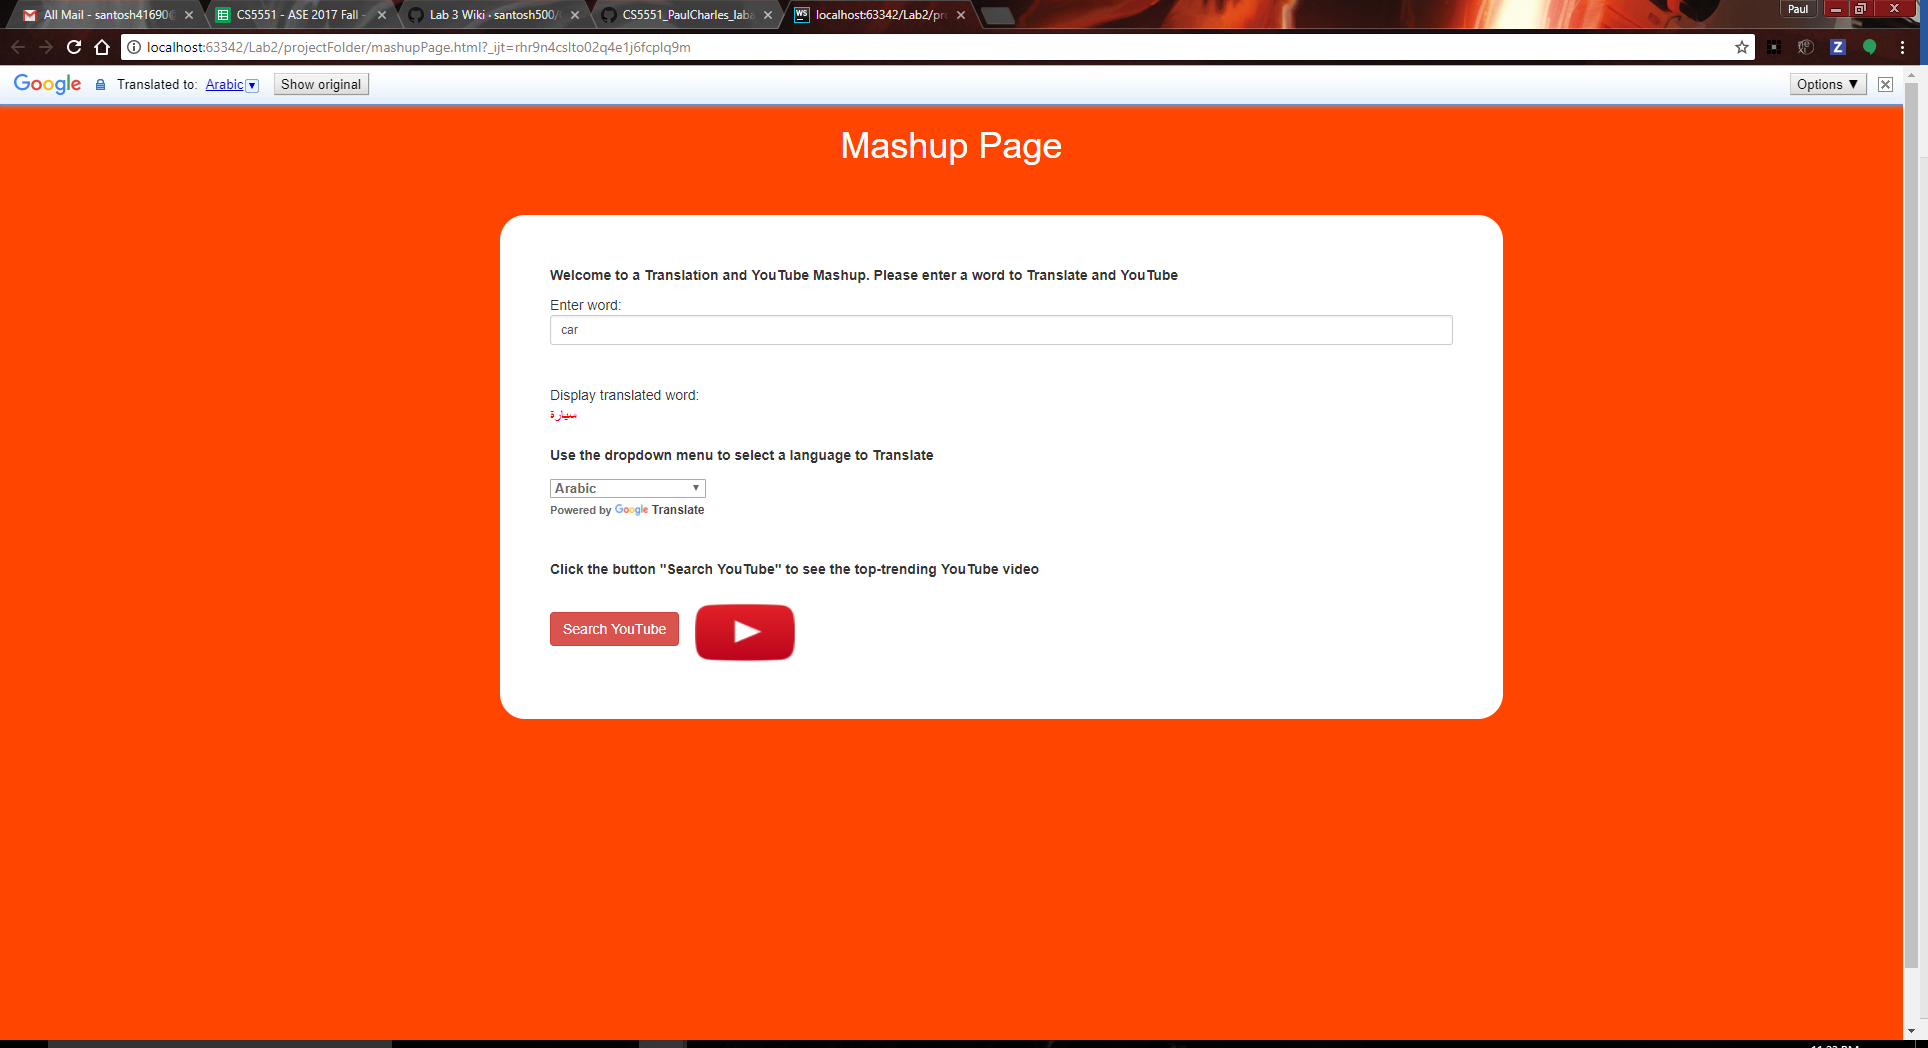 All Mail - santosh41690@
CS5551 - ASE 2017 Fall -
Lab 3 Wiki · santosh500/
CS5551_PaulCharles_laba
WS
localhost:63342/Lab2/pro
Paul
localhost:63342/Lab2/projectFolder/mashupPage.html?_ijt=rhr9n4cslto02q4e1j6fcplq9m
Z
Google Translated to: Arabic ▼ Show original
Options ▼
Mashup Page
Welcome to a Translation and YouTube Mashup. Please enter a word to Translate and YouTube
Enter word:
car
Display translated word:
سيارة
Use the dropdown menu to select a language to Translate
Arabic
Powered by Google Translate
Click the button "Search YouTube" to see the top-trending YouTube video
Search YouTube